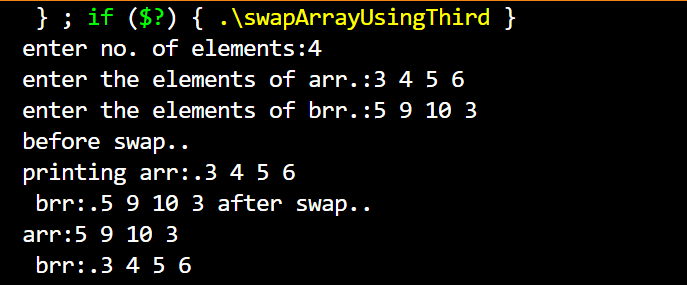 } ; if ($?) { .\swapArrayUsingThird }
enter no. of elements:4
enter the elements of arr.:3 4 5 6
enter the elements of brr.:5 9 10 3
before swap..
printing arr:.3 4 5 6
brr:.5 9 10 3 after swap..
arr:5 9 10 3
brr:.3 4 5 6